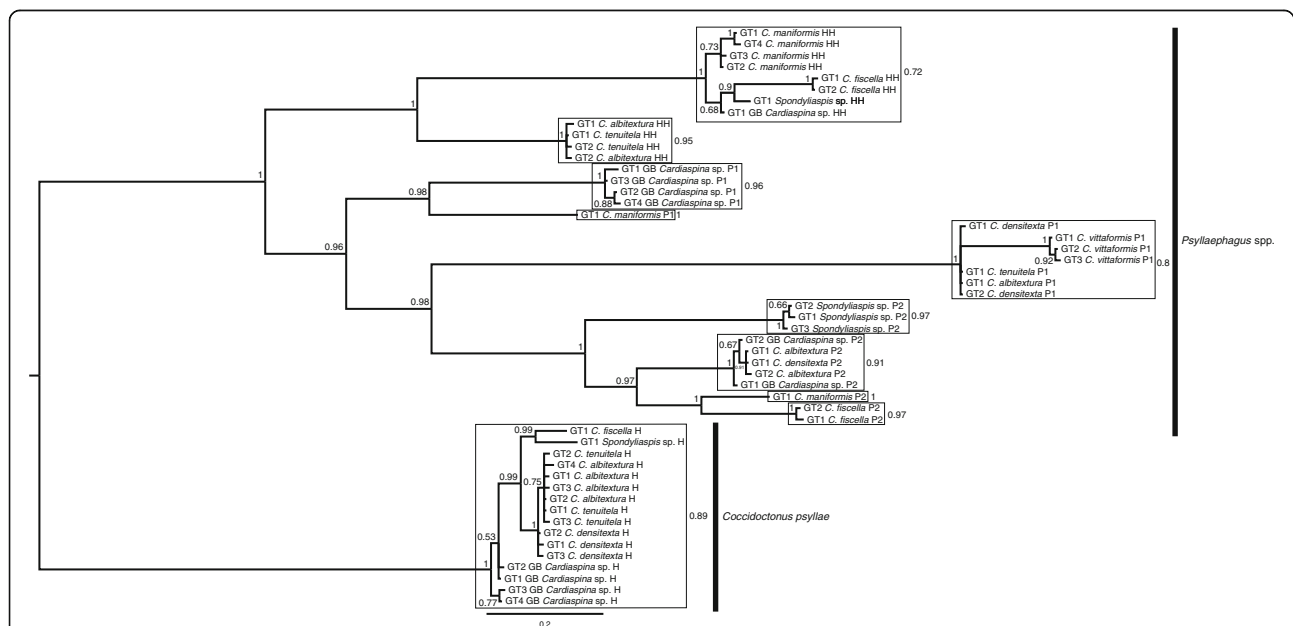 1 GT1 C. maniformis HH
GT4 C. maniformis HH
0.73 GT3 C. maniformis HH
GT2 C. maniformis HH
1 GT1 C. fiscella HH
0.72
0.9 GT2 C. fiscella HH
GT1 Spondyliaspis sp. HH
0.68 GT1 GB Cardiaspina sp. HH
1
1
GT1 C. albitextura HH
1 GT1 C. tenuitela HH
0.95
GT2 C. tenuitela HH
GT2 C. albitextura HH
1
GT1 GB Cardiaspina sp. P1
1 GT3 GB Cardiaspina sp. P1
0.96
GT2 GB Cardiaspina sp. P1
0.88 GT4 GB Cardiaspina sp. P1
0.98
GT1 C. maniformis P1 1
0.96
GT1 C. densitexta P1
1 GT1 C. vittaformis P1
GT2 C. vittaformis P1
0.92 GT3 C. vittaformis P1
0.8
1
GT1 C. tenuitela P1
GT1 C. albitextura P1
GT2 C. densitexta P1
Psyllaephagus spp.
0.98
0.66 GT2 Spondyliaspis sp. P2
GT1 Spondyliaspis sp. P2
0.97
1 GT3 Spondyliaspis sp. P2
1
GT2 GB Cardiaspina sp. P2
0.67 GT1 C. albitextura P2
1 GT1 C. densitexta P2
0.91
GT2 C. albitextura P2
GT1 GB Cardiaspina sp. P2
0.97
GT1 C. maniformis P2 1
1
1 GT2 C. fiscella P2
0.97
GT1 C. fiscella P2
0.99 GT1 C. fiscella H
GT1 Spondyliaspis sp. H
GT2 C. tenuitela H
GT4 C. albitextura H
0.99
0.75 GT1 C. albitextura H
GT3 C. albitextura H
GT2 C. albitextura H
GT1 C. tenuitela H
GT3 C. tenuitela H
0.89
Coccidoctonus psyllae
1 GT2 C. densitexta H
GT1 C. densitexta H
GT3 C. densitexta H
0.53
GT2 GB Cardiaspina sp. H
1 GT1 GB Cardiaspina sp. H
GT3 GB Cardiaspina sp. H
0.77 GT4 GB Cardiaspina sp. H
0.2